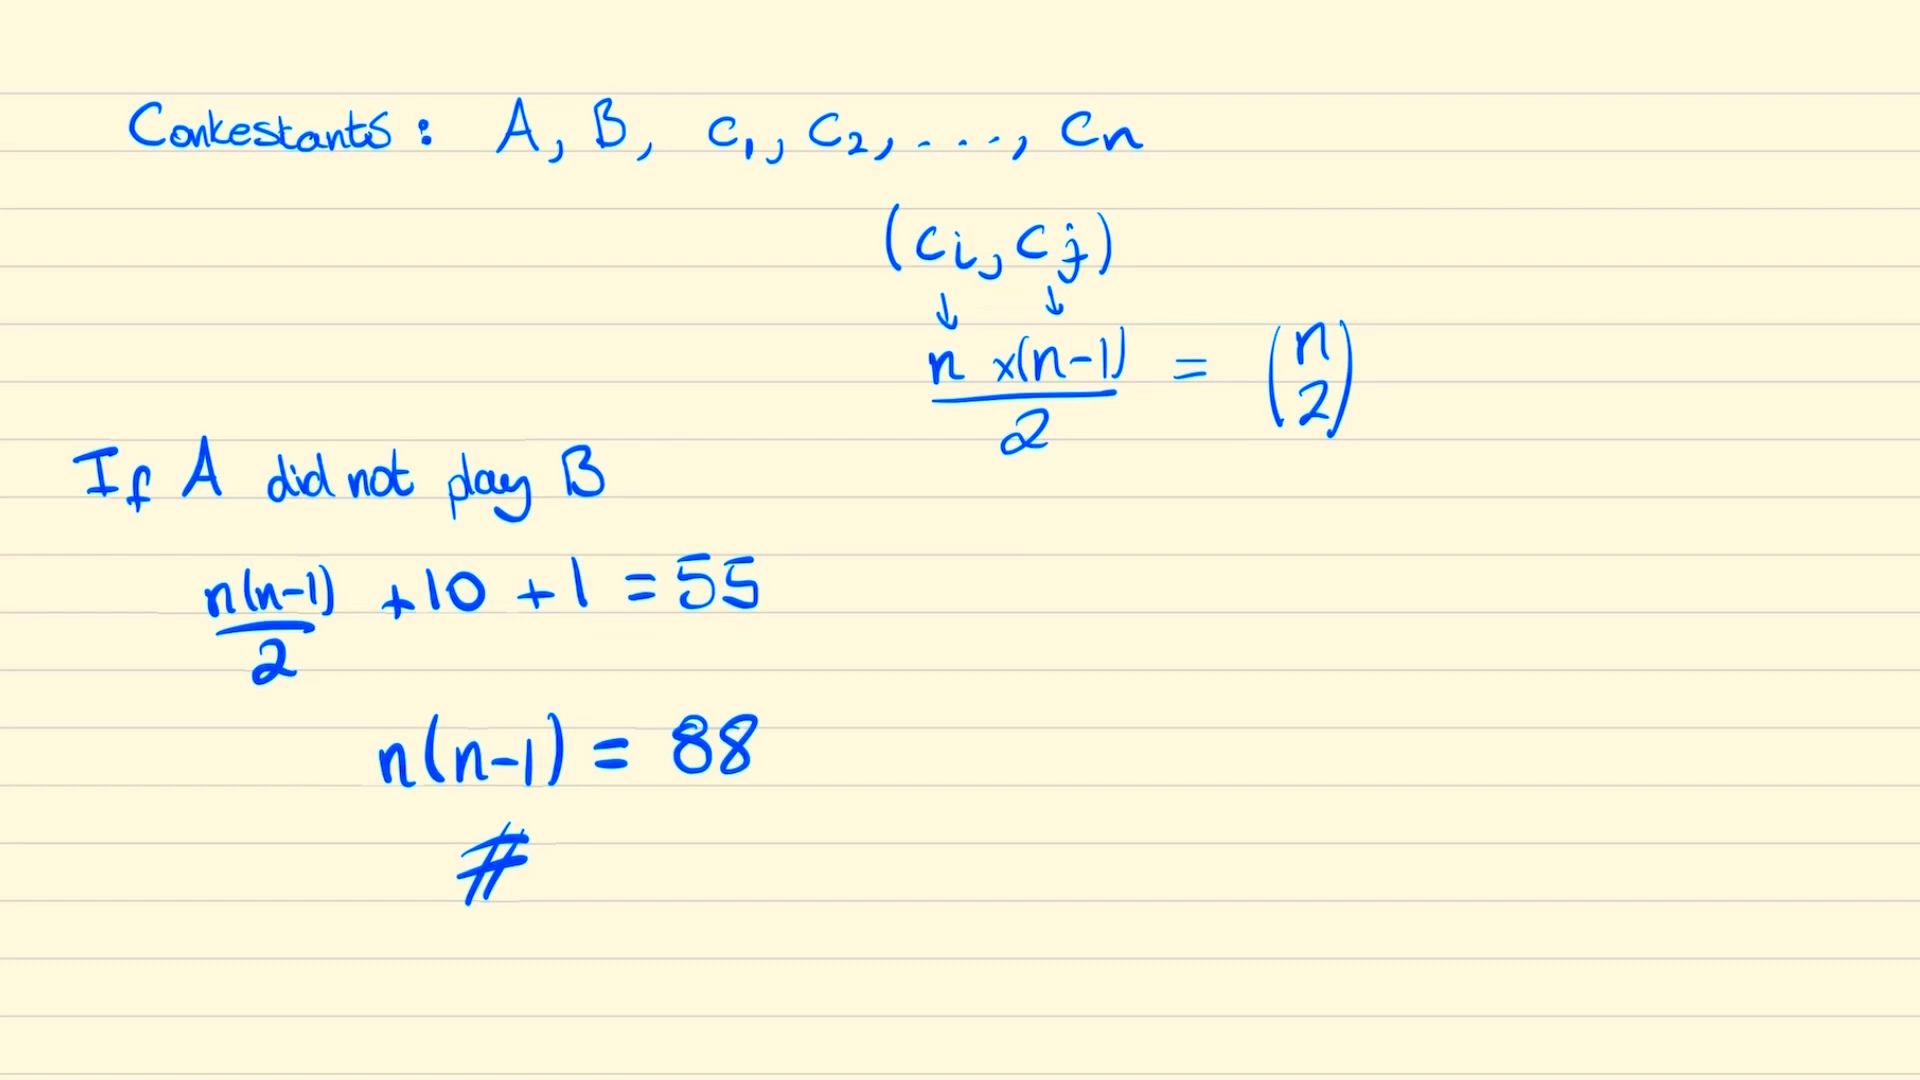 Contestants: A, B, c₁, c₂, ..., cₙ
(cᵢ, cⱼ)
↓ ↓
n x(n-1)/2 = (n 2)
If A did not play B
n(n-1)/2 +10 +1 = 55
n(n-1) = 88
#